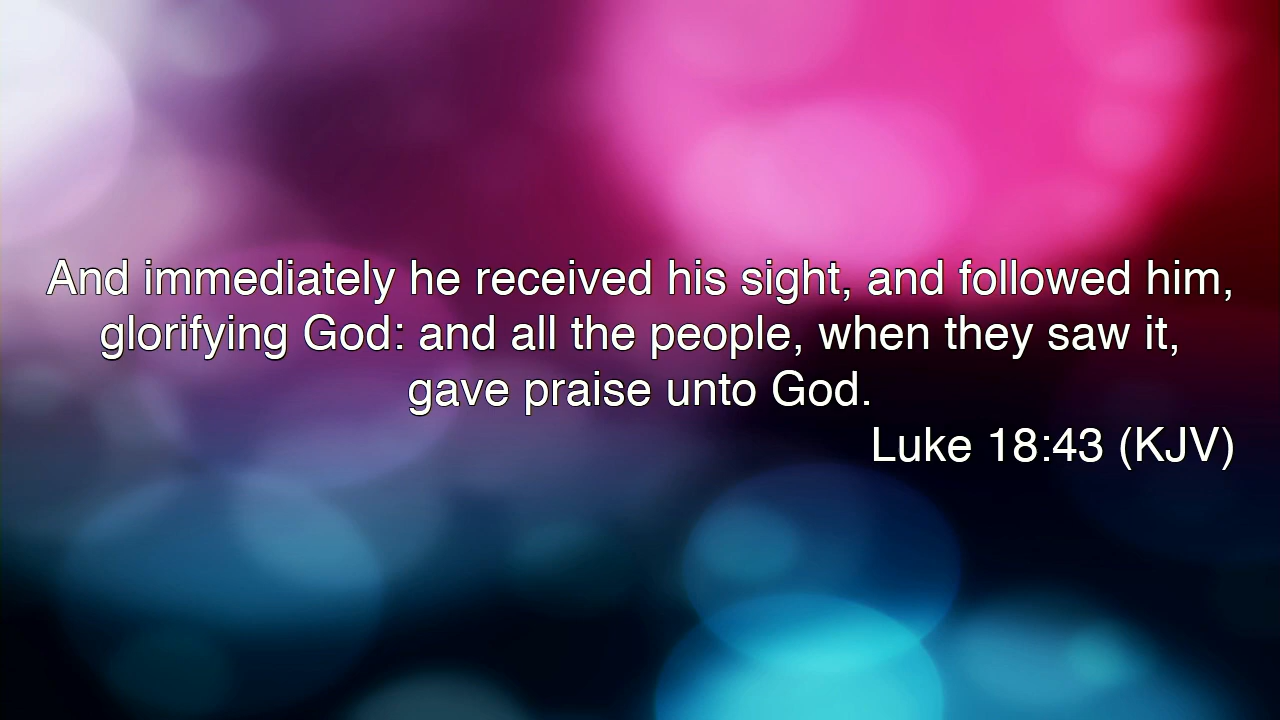 And immediately he received his sight, and followed him,
glorifying God: and all the people, when they saw it,
gave praise unto God.
Luke 18:43 (KJV)